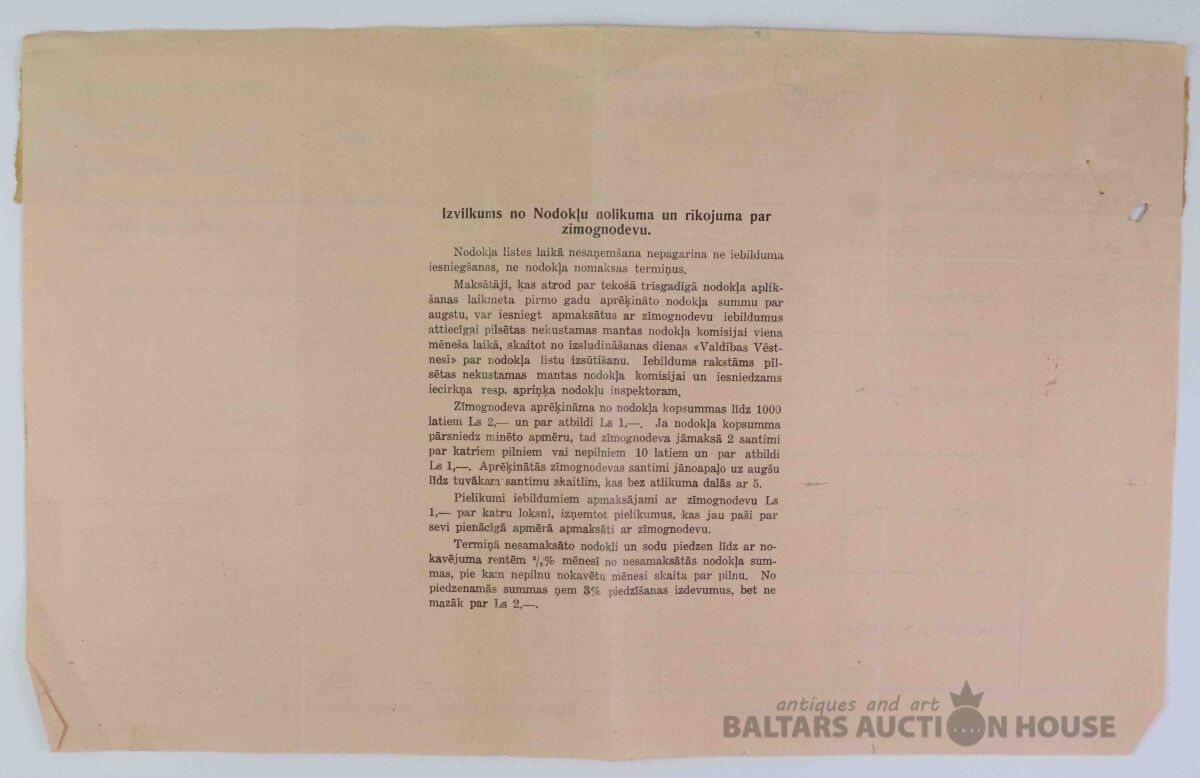 Izvilkums no Nodokļu nolikuma un rīkojuma par
zīmognodevu.
Nodokļa listes laikā nesaņemšana nepagarina ne iebilduma
iesniegšanas, ne nodokļa nomaksas termiņus.
Maksātāji, kas atrod par tekošā trisgadīgā nodokļa aplik-
šanas laikmeta pirmo gadu aprēķināto nodokļa summu par
augstu, var iesniegt apmaksātus ar zīmognodevu iebildumus
attiecīgai pilsētas nekustamas mantas nodokļa komisijai viena
mēneša laikā, skaitot no izsludināšanas dienas «Valdības Vēst-
nesī» par nodokļa listu izsūtīšanu. Iebildums rakstāms pil-
sētas nekustamas mantas nodokļa komisijai un iesniedzams
iecirkņa resp. apriņķa nodokļu inspektoram.
Zīmognodeva aprēķināma no nodokļa kopsummas līdz 1000
latiem Ls 2,— un par atbildi Ls 1,—. Ja nodokļa kopsumma
pārsniedz minēto apmēru, tad zīmognodeva jāmaksā 2 santimi
par katriem pilniem vai nepilniem 10 latiem un par atbildi
Ls 1,—. Aprēķinātās zīmognodevas santimi jānoapaļo uz augšu
līdz tuvākam santimu skaitlim, kas bez atlikuma dalās ar 5.
Pielikumi iebildumiem apmaksājami ar zīmognodevu Ls
1,— par katru loksni, izņemtot pielikumus, kas jau paši par
sevi pienācīgā apmērā apmaksāti ar zīmognodevu.
Termiņā nesamaksāto nodokli un sodu piedzen līdz ar no-
kavējuma rentēm % mēnesī no nesamaksātās nodokļa sum-
mas, pie kam nepilnu nokavētu mēnesi skaita par pilnu. No
piedzenamās summas ņem 3% piedzīšanas izdevumus, bet ne
mazāk par Ls 2,—.
antiques and art
BALTARS AUCTION HOUSE